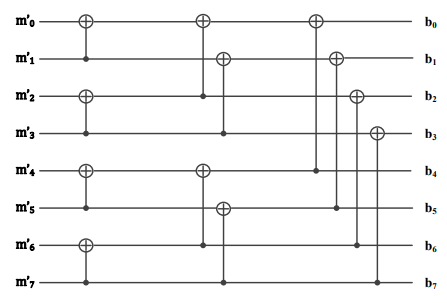 m'₀ b₀
m'₁ b₁
m'₂ b₂
m'₃ b₃
m'₄ b₄
m'₅ b₅
m'₆ b₆
m'₇ b₇